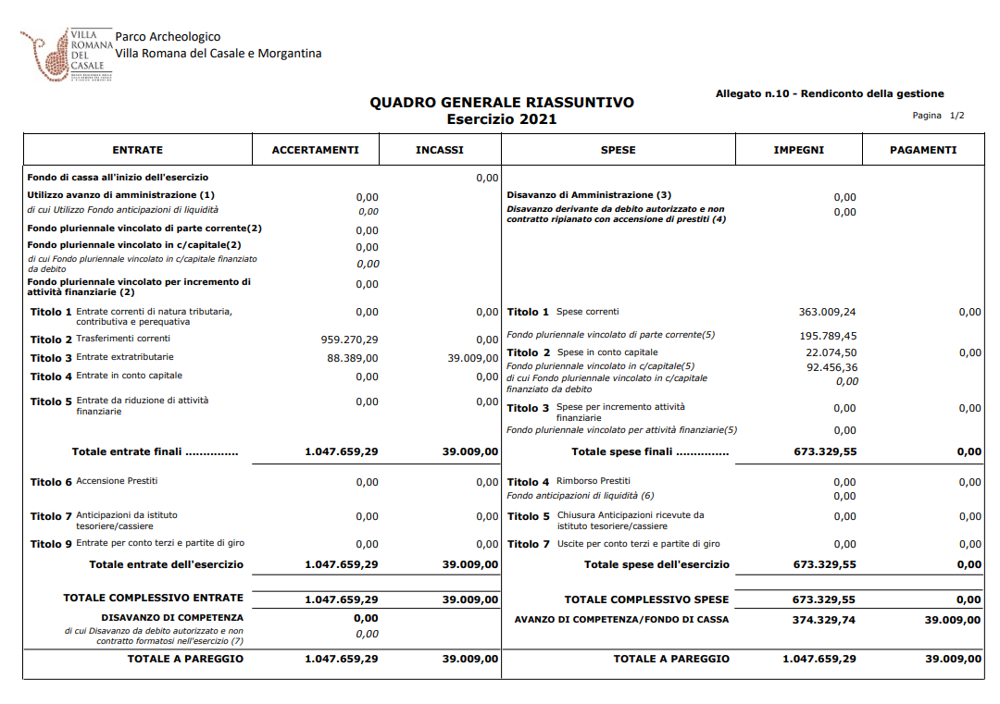 VILLA
ROMANA
DEL
CASALE
Parco Archeologico
Villa Romana del Casale e Morgantina
Allegato n.10 - Rendiconto della gestione
QUADRO GENERALE RIASSUNTIVO
Esercizio 2021
Pagina 1/2
ENTRATE ACCERTAMENTI INCASSI SPESE IMPEGNI PAGAMENTI
Fondo di cassa all'inizio dell'esercizio 0,00
Utilizzo avanzo di amministrazione (1) 0,00 Disavanzo di Amministrazione (3) 0,00
di cui Utilizzo Fondo anticipazioni di liquidità 0,00 Disavanzo derivante da debito autorizzato e non 0,00
contratto ripianato con accensione di prestiti (4)
Fondo pluriennale vincolato di parte corrente(2) 0,00
Fondo pluriennale vincolato in c/capitale(2) 0,00
di cui Fondo pluriennale vincolato in c/capitale finanziato 0,00
da debito
Fondo pluriennale vincolato per incremento di 0,00
attività finanziarie (2)
Titolo 1 Entrate correnti di natura tributaria, 0,00 0,00 Titolo 1 Spese correnti 363.009,24 0,00
contributiva e perequativa
Fondo pluriennale vincolato di parte corrente(5) 195.789,45
Titolo 2 Trasferimenti correnti 959.270,29 0,00
Titolo 2 Spese in conto capitale 22.074,50 0,00
Titolo 3 Entrate extratributarie 88.389,00 39.009,00
Fondo pluriennale vincolato in c/capitale(5) 92.456,36
Titolo 4 Entrate in conto capitale 0,00 0,00 di cui Fondo pluriennale vincolato in c/capitale 0,00
finanziato da debito
Titolo 5 Entrate da riduzione di attività 0,00 0,00
finanziarie
Titolo 3 Spese per incremento attività 0,00 0,00
finanziarie
Fondo pluriennale vincolato per attività finanziarie(5) 0,00
Totale entrate finali ............... 1.047.659,29 39.009,00 Totale spese finali ............... 673.329,55 0,00
Titolo 6 Accensione Prestiti 0,00 0,00 Titolo 4 Rimborso Prestiti 0,00 0,00
Fondo anticipazioni di liquidità (6) 0,00
Titolo 7 Anticipazioni da istituto 0,00 0,00 Titolo 5 Chiusura Anticipazioni ricevute da 0,00 0,00
tesoriere/cassiere istituto tesoriere/cassiere
Titolo 9 Entrate per conto terzi e partite di giro 0,00 0,00 Titolo 7 Uscite per conto terzi e partite di giro 0,00 0,00
Totale entrate dell'esercizio 1.047.659,29 39.009,00 Totale spese dell'esercizio 673.329,55 0,00
TOTALE COMPLESSIVO ENTRATE 1.047.659,29 39.009,00 TOTALE COMPLESSIVO SPESE 673.329,55 0,00
DISAVANZO DI COMPETENZA 0,00 AVANZO DI COMPETENZA/FONDO DI CASSA 374.329,74 39.009,00
di cui Disavanzo da debito autorizzato e non 0,00
contratto formatosi nell'esercizio (7)
TOTALE A PAREGGIO 1.047.659,29 39.009,00 TOTALE A PAREGGIO 1.047.659,29 39.009,00